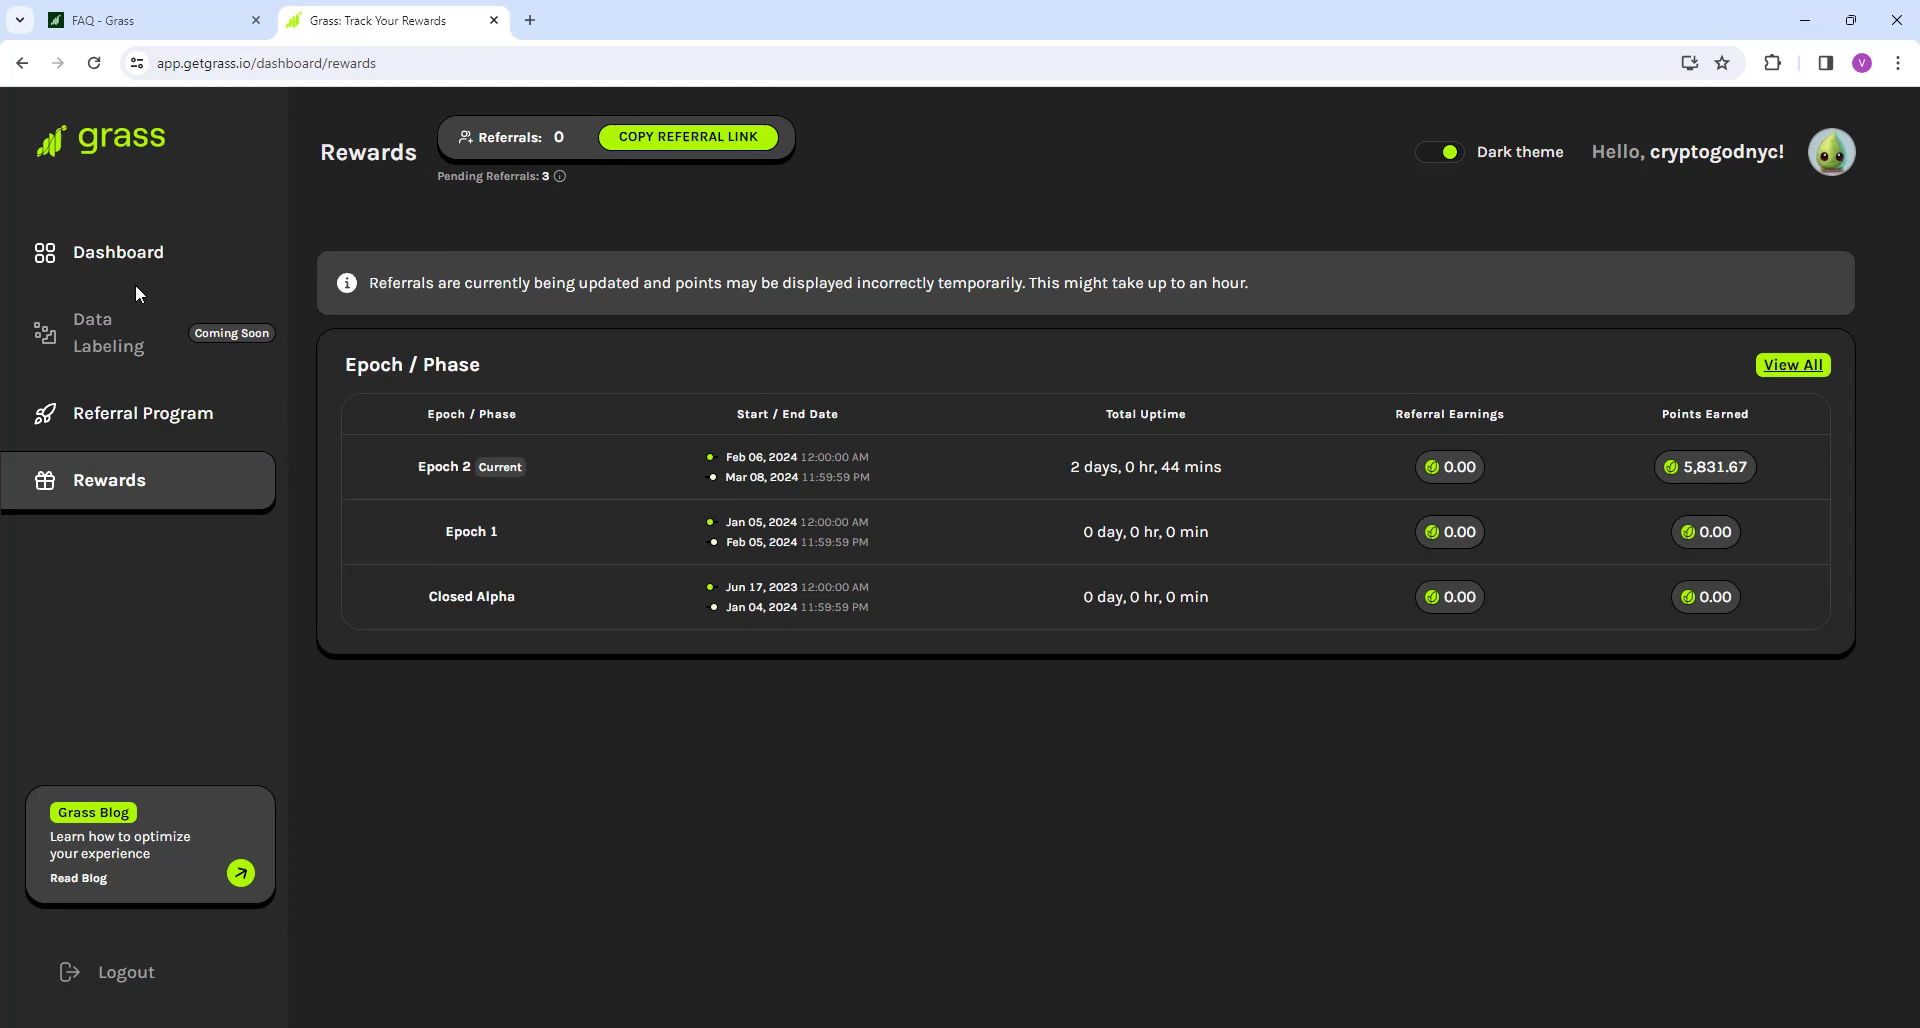 FAQ - Grass
Grass: Track Your Rewards
app.getgrass.io/dashboard/rewards
V
grass
Rewards
Referrals: 0
COPY REFERRAL LINK
Pending Referrals: 3
Dark theme
Hello, cryptogodnyc!
Dashboard
Data
Labeling
Coming Soon
Referral Program
Rewards
Referrals are currently being updated and points may be displayed incorrectly temporarily. This might take up to an hour.
Epoch / Phase
View All
Epoch / Phase
Start / End Date
Total Uptime
Referral Earnings
Points Earned
Epoch 2 Current
Feb 06, 2024 12:00:00 AM
Mar 08, 2024 11:59:59 PM
2 days, 0 hr, 44 mins
0.00
5,831.67
Epoch 1
Jan 05, 2024 12:00:00 AM
Feb 05, 2024 11:59:59 PM
0 day, 0 hr, 0 min
0.00
0.00
Closed Alpha
Jun 17, 2023 12:00:00 AM
Jan 04, 2024 11:59:59 PM
0 day, 0 hr, 0 min
0.00
0.00
Grass Blog
Learn how to optimize
your experience
Read Blog
Logout